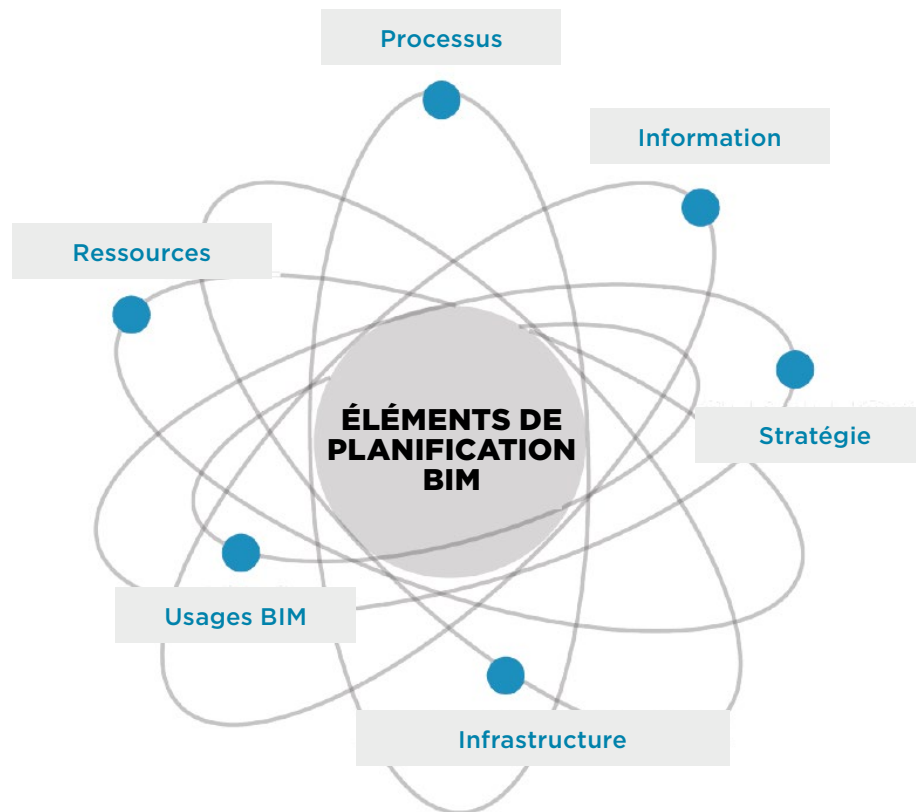 Processus
Information
Ressources
Stratégie
ÉLÉMENTS DE
PLANIFICATION
BIM
Usages BIM
Infrastructure